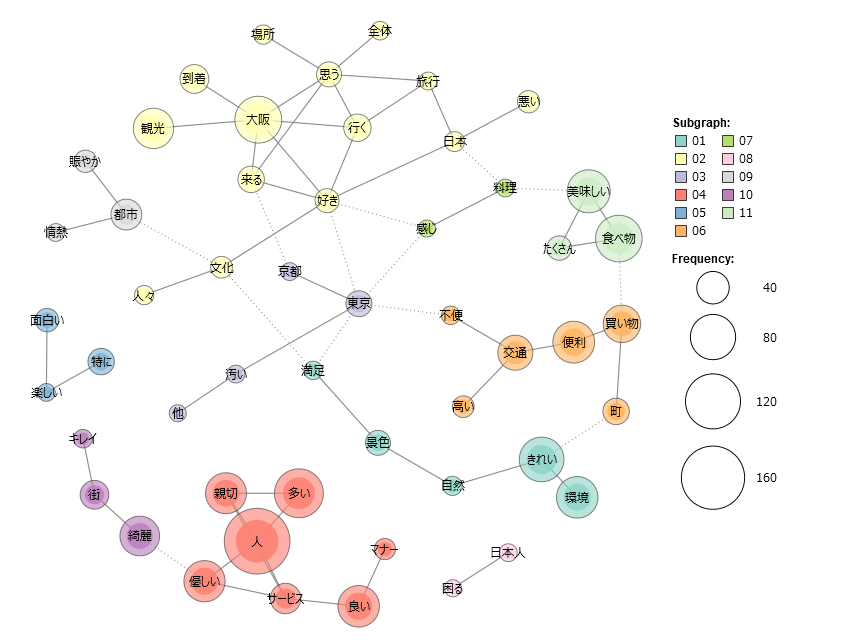 場所
全体
到着
思う
旅行
観光
大阪
行く
悪い
日本
賑やか
来る
好き
料理
美味しい
都市
情熱
感じ
たくさん
食べ物
文化
京都
人々
東京
不便
買い物
面白い
交通
便利
特に
満足
汚い
楽しい
他
高い
町
キレイ
景色
きれい
街
親切
多い
自然
環境
綺麗
人
マナー
日本人
優しい
サービス
良い
困る
Subgraph:
01 07
02 08
03 09
04 10
05 11
06
Frequency:
40
80
120
160